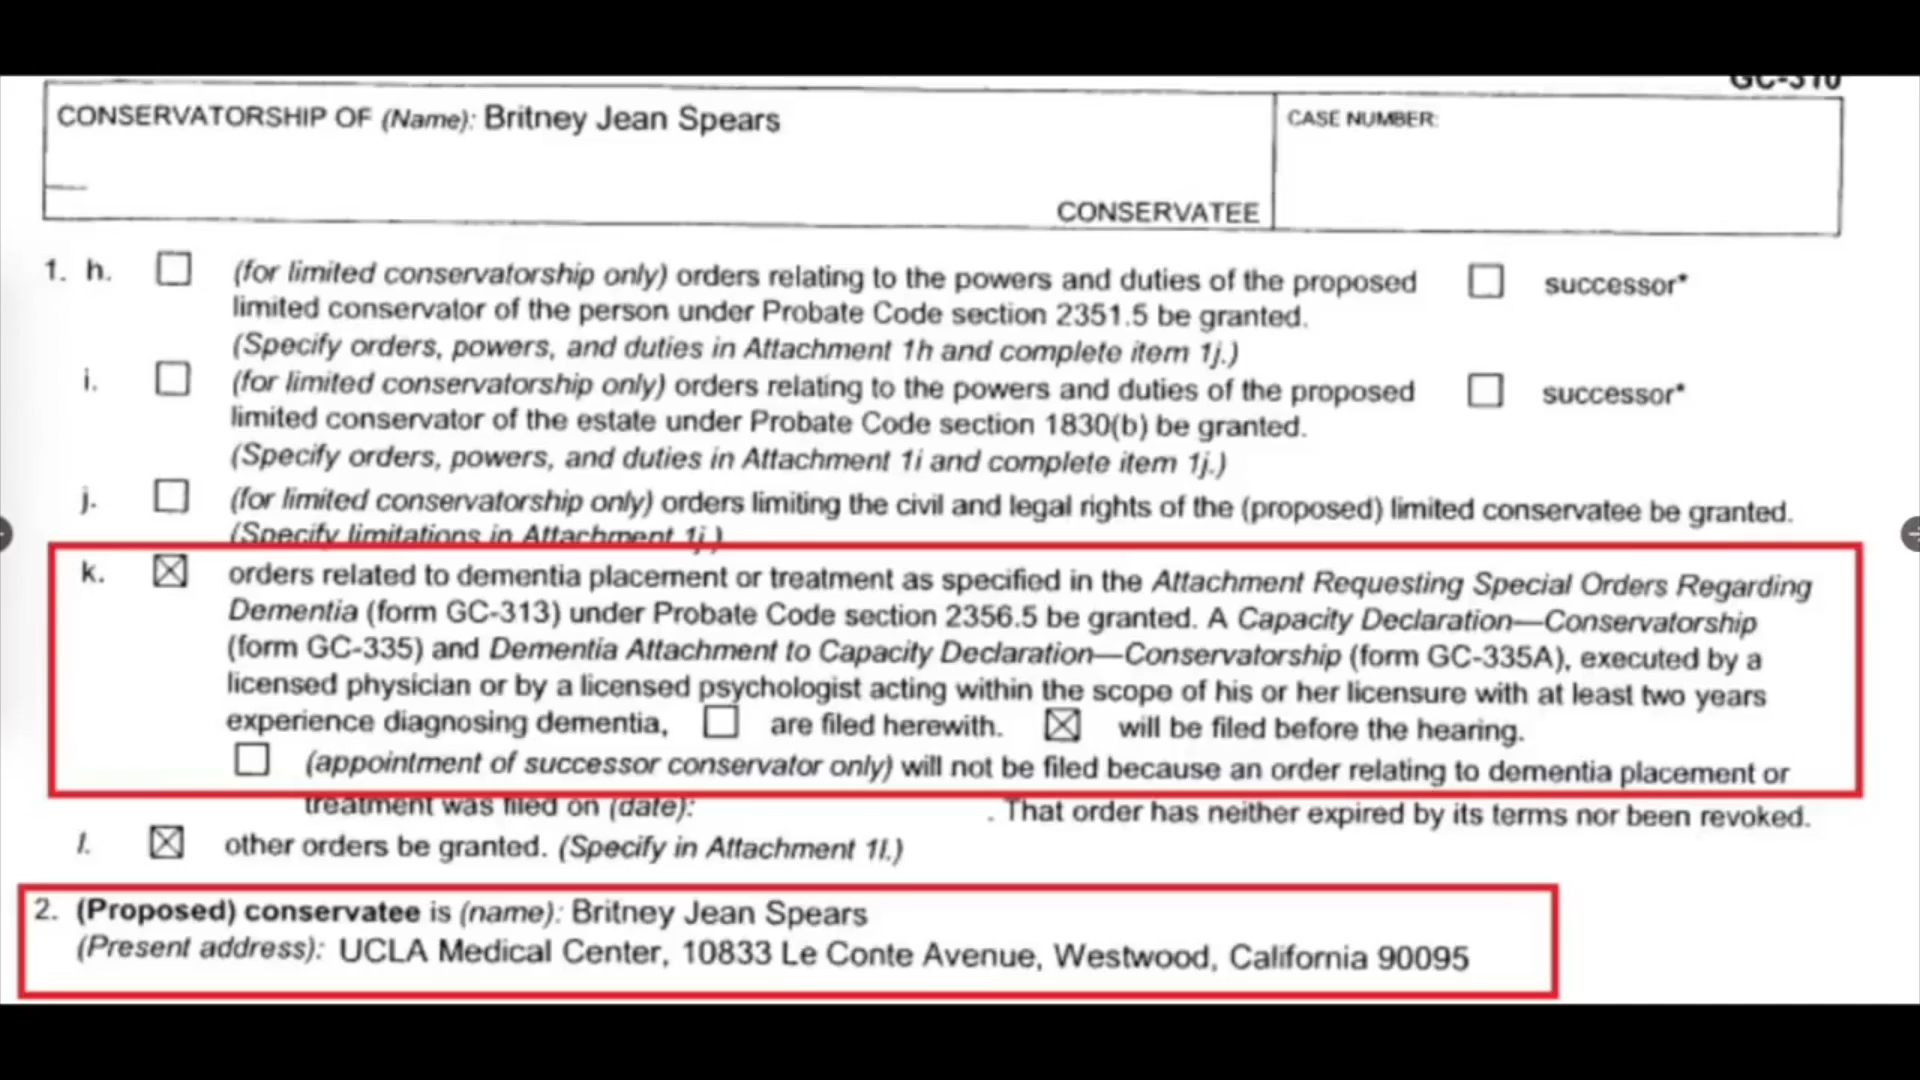 GC-310
CONSERVATORSHIP OF (Name): Britney Jean Spears
CASE NUMBER:
CONSERVATEE
1. h. (for limited conservatorship only) orders relating to the powers and duties of the proposed successor*
limited conservator of the person under Probate Code section 2351.5 be granted.
(Specify orders, powers, and duties in Attachment 1h and complete item 1j.)
i. (for limited conservatorship only) orders relating to the powers and duties of the proposed successor*
limited conservator of the estate under Probate Code section 1830(b) be granted.
(Specify orders, powers, and duties in Attachment 1i and complete item 1j.)
j. (for limited conservatorship only) orders limiting the civil and legal rights of the (proposed) limited conservatee be granted.
(Specify limitations in Attachment 1j.)
k. orders related to dementia placement or treatment as specified in the Attachment Requesting Special Orders Regarding
Dementia (form GC-313) under Probate Code section 2356.5 be granted. A Capacity Declaration—Conservatorship
(form GC-335) and Dementia Attachment to Capacity Declaration—Conservatorship (form GC-335A), executed by a
licensed physician or by a licensed psychologist acting within the scope of his or her licensure with at least two years
experience diagnosing dementia, are filed herewith. will be filed before the hearing.
(appointment of successor conservator only) will not be filed because an order relating to dementia placement or
treatment was filed on (date): . That order has neither expired by its terms nor been revoked.
l. other orders be granted. (Specify in Attachment 1l.)
2. (Proposed) conservatee is (name): Britney Jean Spears
(Present address): UCLA Medical Center, 10833 Le Conte Avenue, Westwood, California 90095